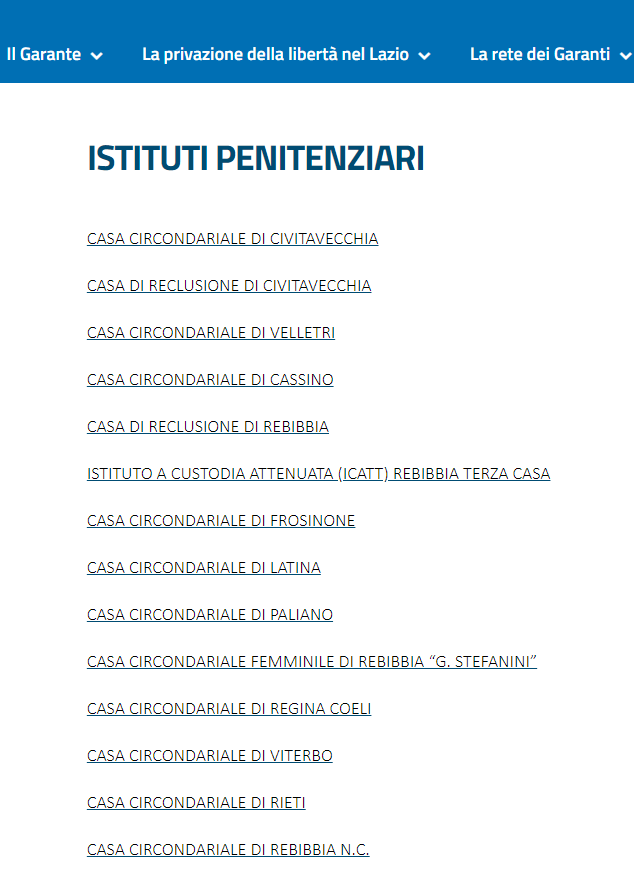 Il Garante
La privazione della libertà nel Lazio
La rete dei Garanti
ISTITUTI PENITENZIARI
CASA CIRCONDARIALE DI CIVITAVECCHIA
CASA DI RECLUSIONE DI CIVITAVECCHIA
CASA CIRCONDARIALE DI VELLETRI
CASA CIRCONDARIALE DI CASSINO
CASA DI RECLUSIONE DI REBIBBIA
ISTITUTO A CUSTODIA ATTENUATA (ICATT) REBIBBIA TERZA CASA
CASA CIRCONDARIALE DI FROSINONE
CASA CIRCONDARIALE DI LATINA
CASA CIRCONDARIALE DI PALIANO
CASA CIRCONDARIALE FEMMINILE DI REBIBBIA “G. STEFANINI”
CASA CIRCONDARIALE DI REGINA COELI
CASA CIRCONDARIALE DI VITERBO
CASA CIRCONDARIALE DI RIETI
CASA CIRCONDARIALE DI REBIBBIA N.C.